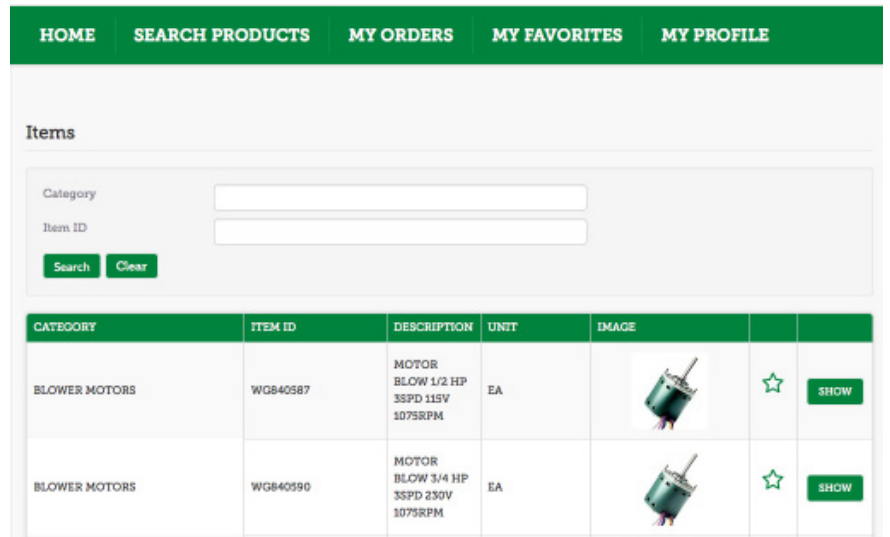 HOME SEARCH PRODUCTS MY ORDERS MY FAVORITES MY PROFILE
Items
Category
Item ID
Search Clear
CATEGORY ITEM ID DESCRIPTION UNIT IMAGE
BLOWER MOTORS WG840587 MOTOR BLOW 1/2 HP 3SPD 115V 1075RPM EA SHOW
BLOWER MOTORS WG840590 MOTOR BLOW 3/4 HP 3SPD 230V 1075RPM EA SHOW